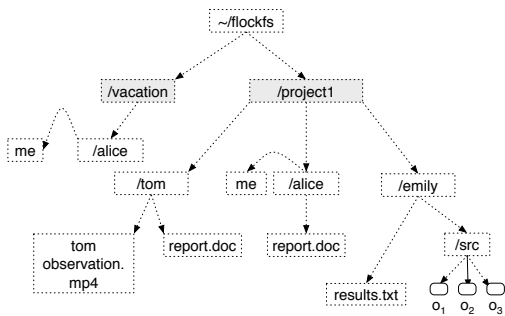 ~/flockfs
/vacation
/project1
me
/alice
/tom
me
/alice
/emily
tom
observation.
mp4
report.doc
report.doc
/src
results.txt
o1
o2
o3